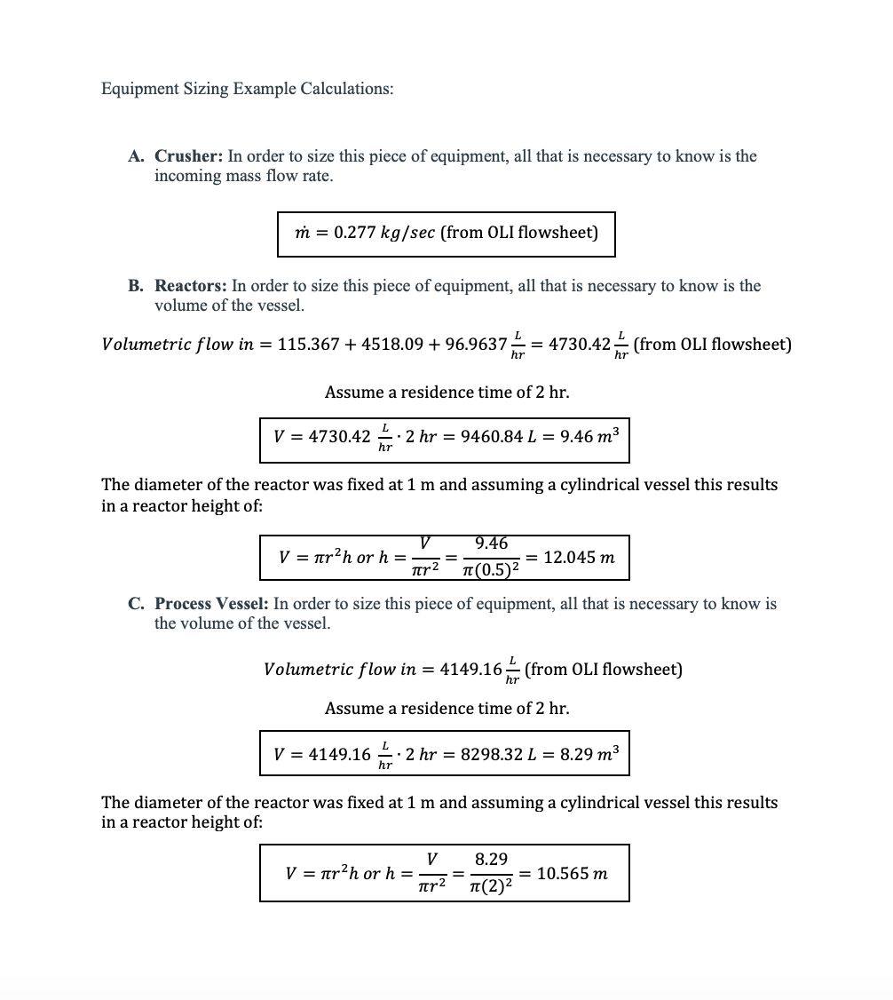 Equipment Sizing Example Calculations:
A. Crusher: In order to size this piece of equipment, all that is necessary to know is the
incoming mass flow rate.
ṁ = 0.277 kg/sec (from OLI flowsheet)
B. Reactors: In order to size this piece of equipment, all that is necessary to know is the
volume of the vessel.
Volumetric flow in = 115.367 + 4518.09 + 96.9637 L/hr = 4730.42 L/hr (from OLI flowsheet)
Assume a residence time of 2 hr.
V = 4730.42 L/hr · 2 hr = 9460.84 L = 9.46 m³
The diameter of the reactor was fixed at 1 m and assuming a cylindrical vessel this results
in a reactor height of:
V = πr²h or h = V/πr² = 9.46/π(0.5)² = 12.045 m
C. Process Vessel: In order to size this piece of equipment, all that is necessary to know is
the volume of the vessel.
Volumetric flow in = 4149.16 L/hr (from OLI flowsheet)
Assume a residence time of 2 hr.
V = 4149.16 L/hr · 2 hr = 8298.32 L = 8.29 m³
The diameter of the reactor was fixed at 1 m and assuming a cylindrical vessel this results
in a reactor height of:
V = πr²h or h = V/πr² = 8.29/π(2)² = 10.565 m